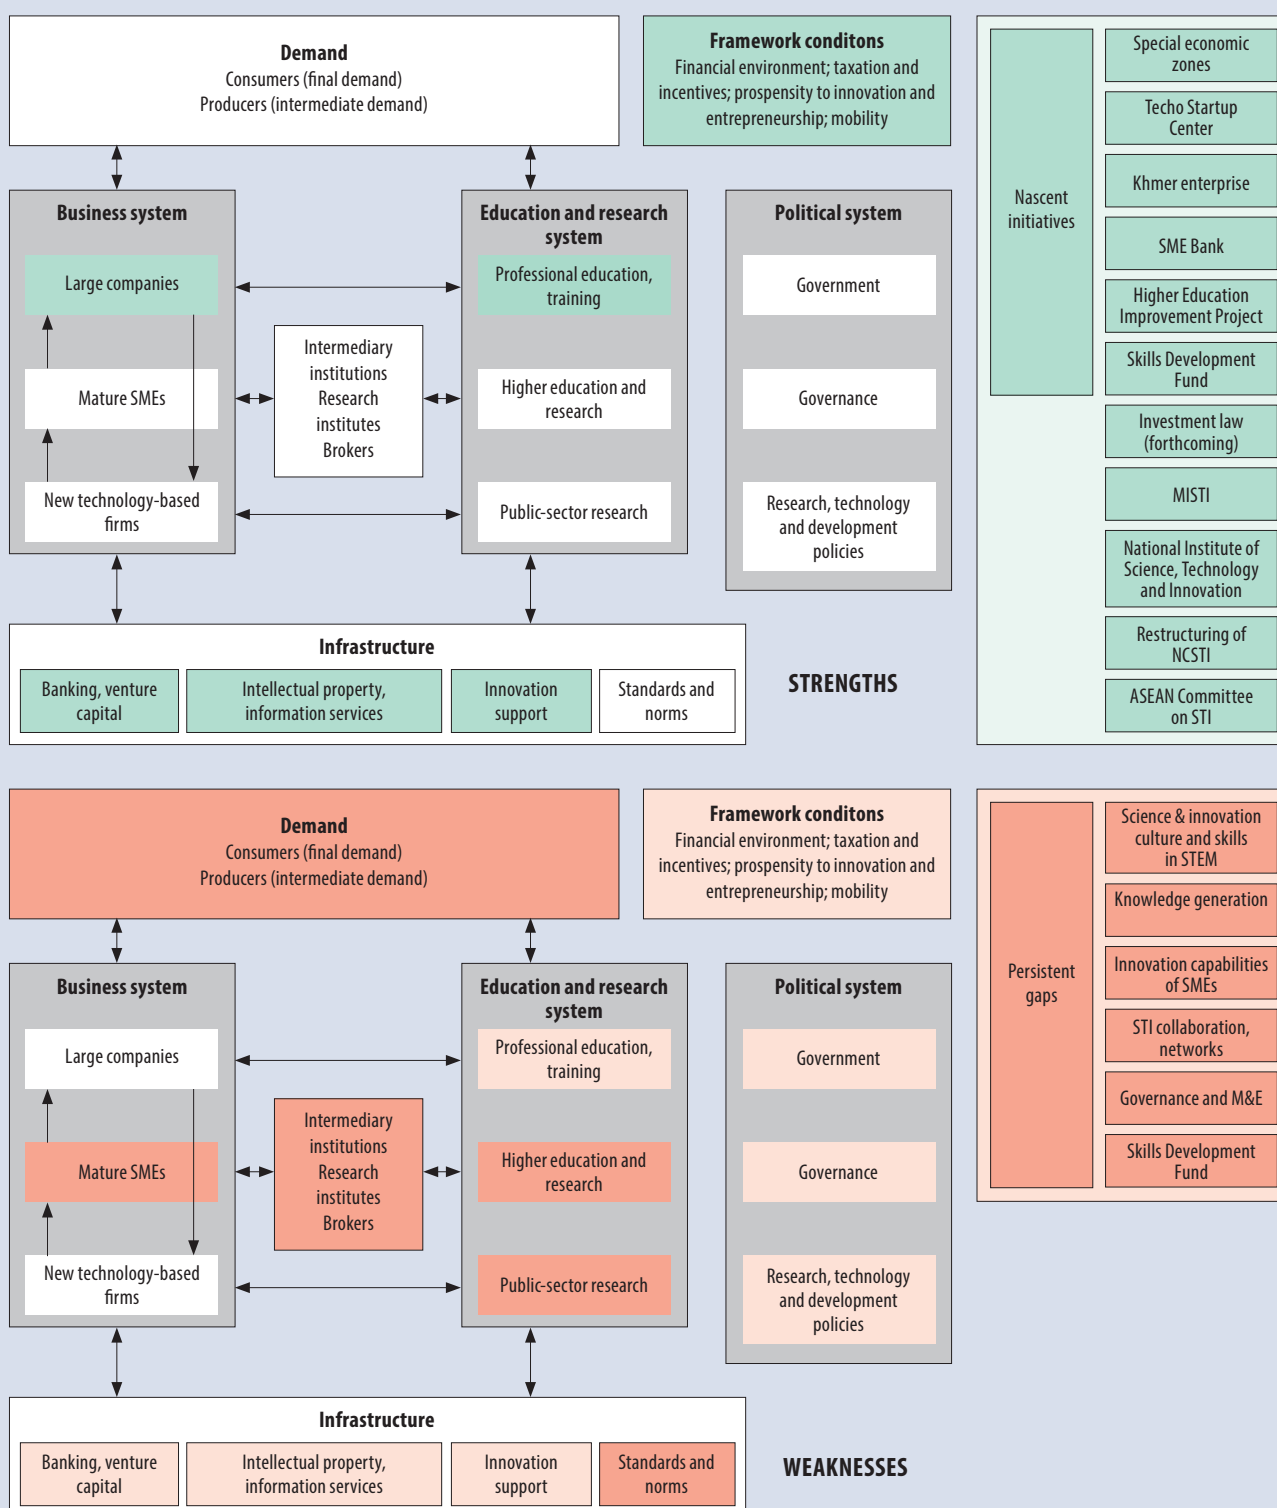 Demand
Consumers (final demand)
Producers (intermediate demand)
Framework conditons
Financial environment; taxation and
incentives; prospensity to innovation and
entrepreneurship; mobility
Business system
Large companies
Mature SMEs
New technology-based
firms
Intermediary
institutions
Research
institutes
Brokers
Education and research
system
Professional education,
training
Higher education and
research
Public-sector research
Political system
Government
Governance
Research, technology
and development
policies
Infrastructure
Banking, venture
capital
Intellectual property,
information services
Innovation
support
Standards and
norms
STRENGTHS
Nascent
initiatives
Special economic
zones
Techo Startup
Center
Khmer enterprise
SME Bank
Higher Education
Improvement Project
Skills Development
Fund
Investment law
(forthcoming)
MISTI
National Institute of
Science, Technology
and Innovation
Restructuring of
NCSTI
ASEAN Committee
on STI
Demand
Consumers (final demand)
Producers (intermediate demand)
Framework conditons
Financial environment; taxation and
incentives; prospensity to innovation and
entrepreneurship; mobility
Business system
Large companies
Mature SMEs
New technology-based
firms
Intermediary
institutions
Research
institutes
Brokers
Education and research
system
Professional education,
training
Higher education and
research
Public-sector research
Political system
Government
Governance
Research, technology
and development
policies
Infrastructure
Banking, venture
capital
Intellectual property,
information services
Innovation
support
Standards and
norms
WEAKNESSES
Persistent
gaps
Science & innovation
culture and skills
in STEM
Knowledge generation
Innovation capabilities
of SMEs
STI collaboration,
networks
Governance and M&E
Skills Development
Fund